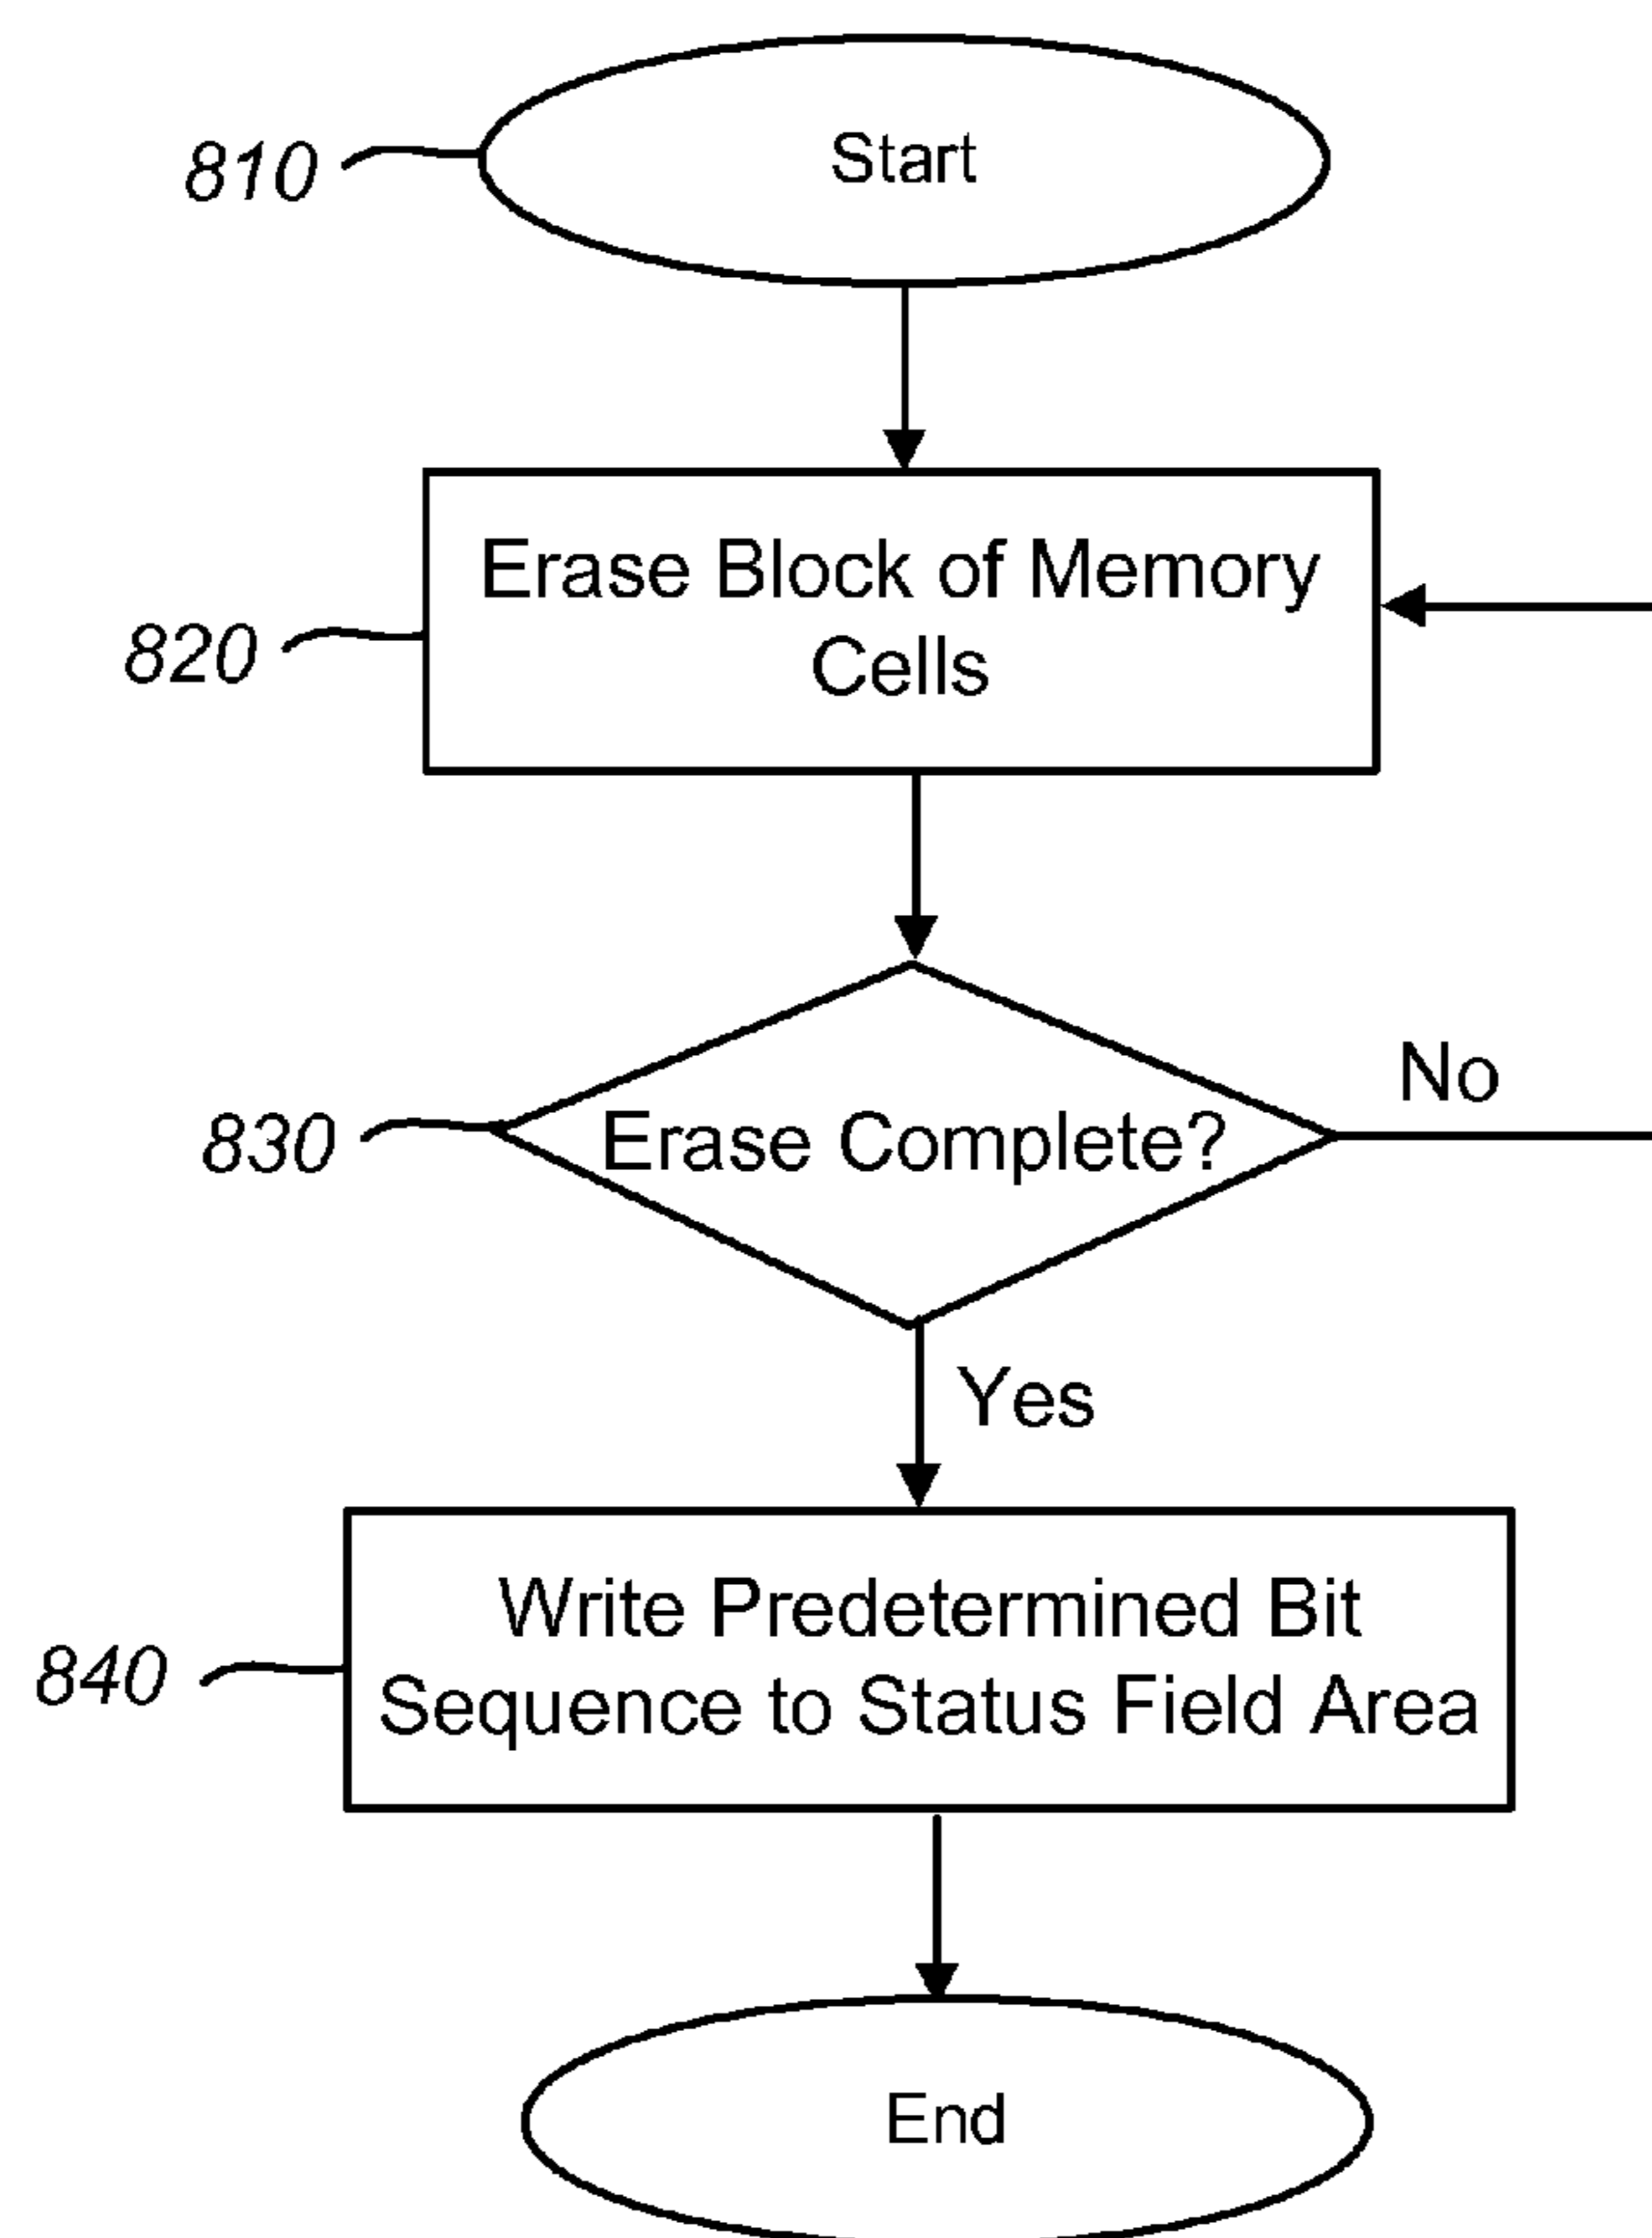 810
Start
Erase Block of Memory
Cells
820
No
830
Erase Complete?
Yes
Write Predetermined Bit
Sequence to Status Field Area
840
End